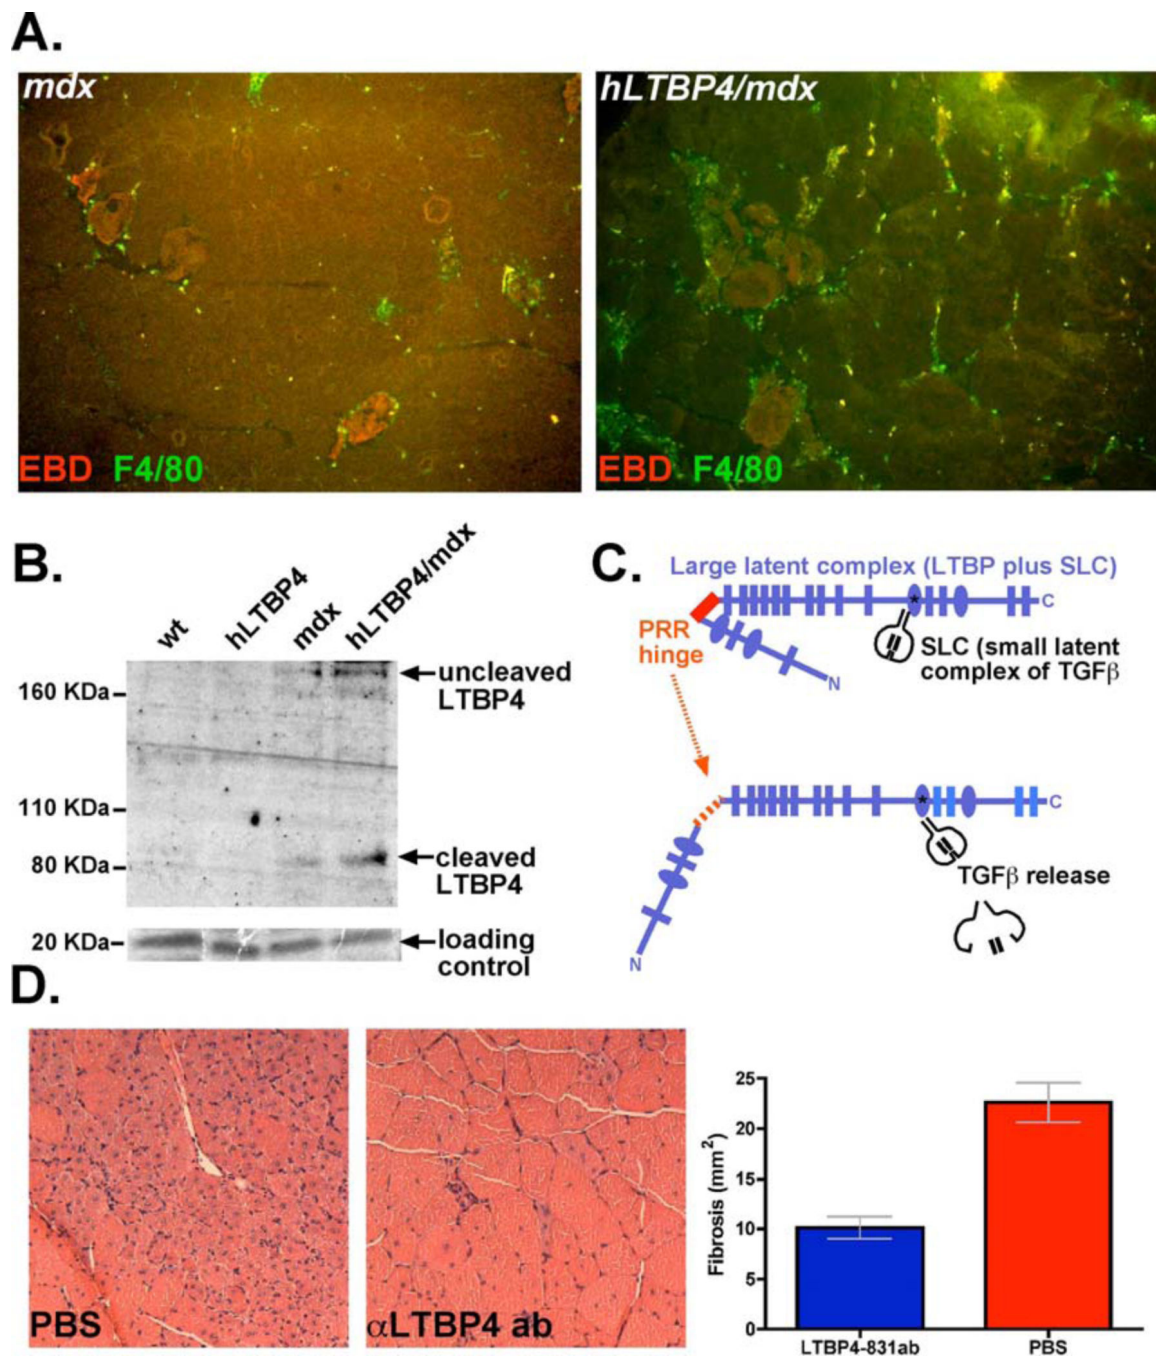 A.
mdx
hLTBP4/mdx
EBD F4/80
EBD F4/80
B.
wt
hLTBP4
mdx
hLTBP4/mdx
160 KDa
uncleaved
LTBP4
110 KDa
80 KDa
cleaved
LTBP4
20 KDa
loading
control
C.
Large latent complex (LTBP plus SLC)
*
C
PRR
hinge
SLC (small latent
complex of TGFβ
N
*
C
TGFβ release
N
D.
PBS
αLTBP4 ab
Fibrosis (mm²)
25
20
15
10
5
0
LTBP4-831ab
PBS